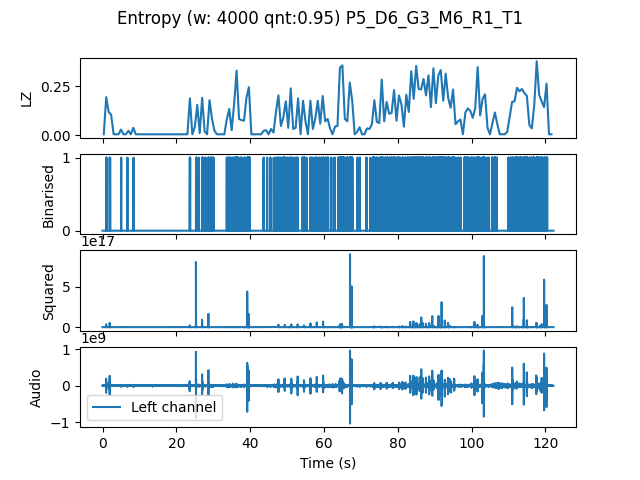 Entropy (w: 4000 qnt:0.95) P5_D6_G3_M6_R1_T1
LZ
0.25
0.00
Binarised
1
0
1e17
Squared
5
0
1e9
Audio
1
0
−1
Left channel
0 20 40 60 80 100 120
Time (s)